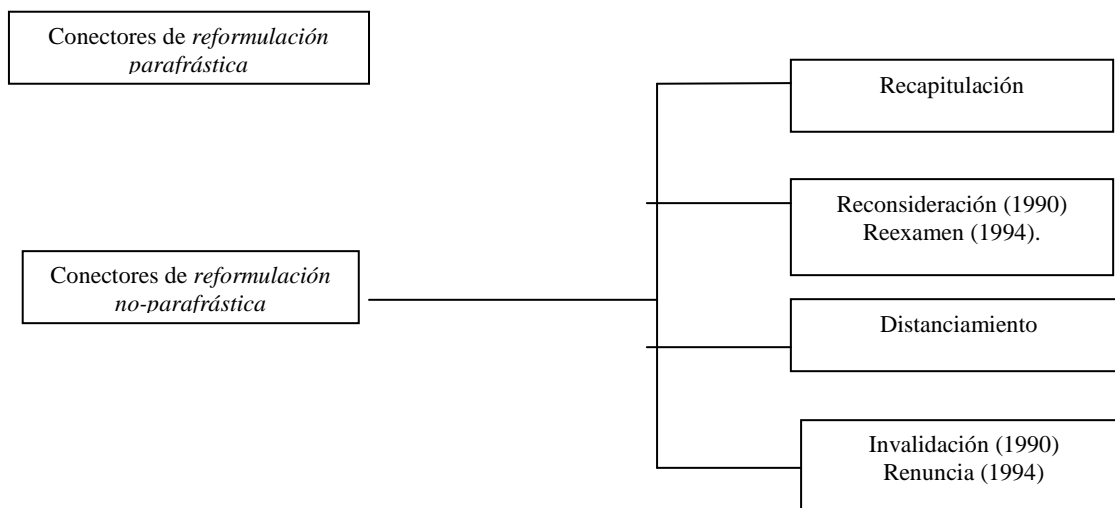 Conectores de reformulación
parafrástica
Recapitulación
Reconsideración (1990)
Reexamen (1994).
Conectores de reformulación
no-parafrástica
Distanciamiento
Invalidación (1990)
Renuncia (1994)